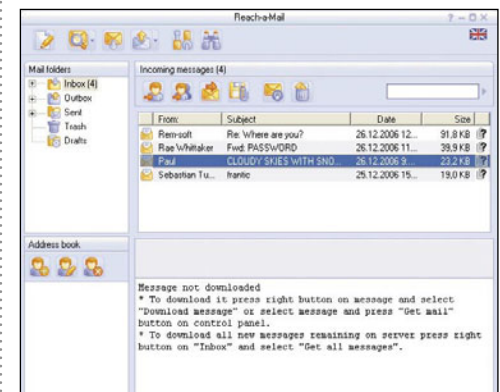 Reach-a-Mail
Mail folders
Inbox (4)
Outbox
Sent
Trash
Drafts
Incoming messages (4)
From: Subject Date Size
Rem-soft Re: Where are you? 26.12.2006 12... 91,8 KB
Rae Whittaker Fwd: PASSWORD 26.12.2006 11... 39,9 KB
Paul CLOUDY SKIES WITH SNO... 26.12.2006 9:... 23,2 KB
Sebastian Tu... frantic 25.12.2006 15... 19,0 KB
Address book
Message not downloaded
* To download it press right button on message and select
"Download message" or select message and press "Get mail"
button on control panel.
* To download all new messages remaining on server press right
button on "Inbox" and select "Get all messages".